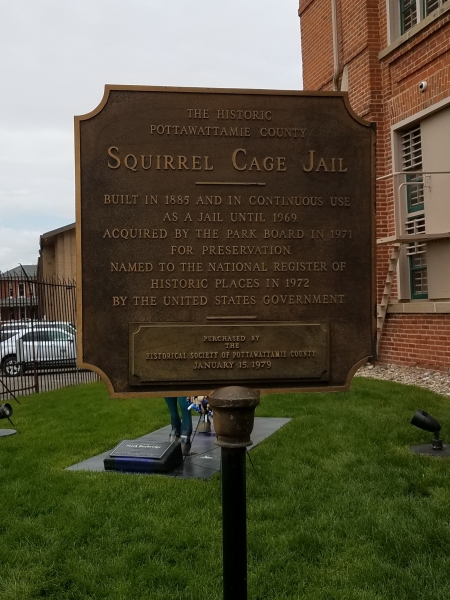 THE HISTORIC
POTTAWATTAMIE COUNTY
SQUIRREL CAGE JAIL
BUILT IN 1885 AND IN CONTINUOUS USE
AS A JAIL UNTIL 1969
ACQUIRED BY THE PARK BOARD IN 1971
FOR PRESERVATION
NAMED TO THE NATIONAL REGISTER OF
HISTORIC PLACES IN 1972
BY THE UNITED STATES GOVERNMENT
PURCHASED BY
THE
HISTORICAL SOCIETY OF POTTAWATTAMIE COUNTY
JANUARY 15, 1979